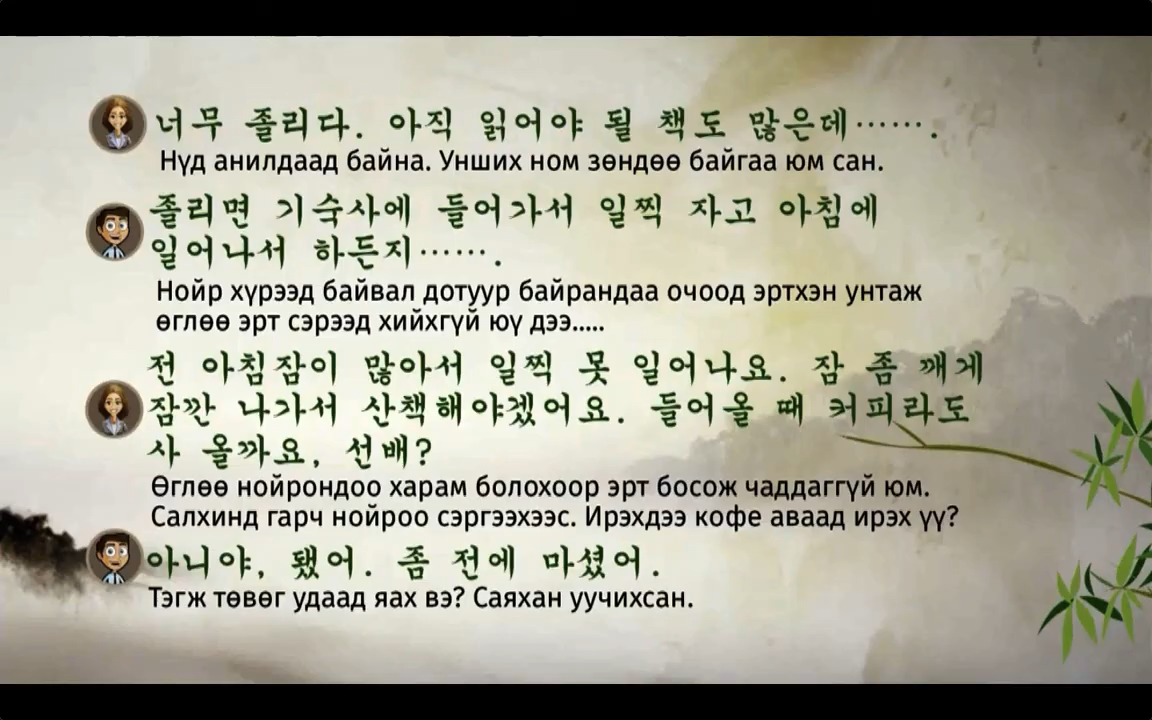 너무 졸리다. 아직 읽어야 될 책도 많은데…….
Нүд анилдаад байна. Унших ном зөндөө байгаа юм сан.
졸리면 기숙사에 들어가서 일찍 자고 아침에
일어나서 하든지…….
Нойр хүрээд байвал дотуур байрандаа очоод эртхэн унтаж
өглөө эрт сэрээд хийхгүй юү дээ.....
전 아침잠이 많아서 일찍 못 일어나요. 잠 좀 깨게
잠깐 나가서 산책해야겠어요. 들어올 때 커피라도
사 올까요, 선배?
Өглөө нойрондоо харам болохоор эрт босож чаддаггүй юм.
Салхинд гарч нойроо сэргээхээс. Ирэхдээ кофе аваад ирэх үү?
아니야, 됐어. 좀 전에 마셨어.
Тэгж төвөг удаад яах вэ? Саяхан уучихсан.